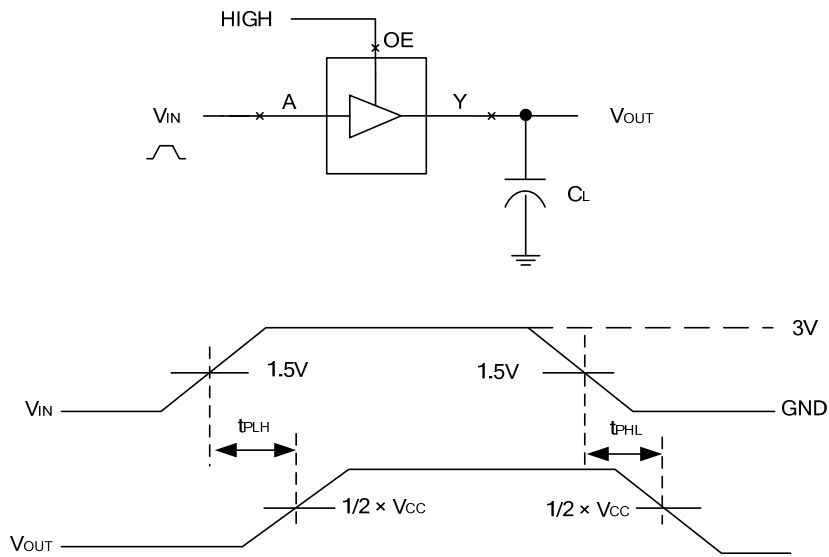 HIGH
OE
A
Y
VIN
VOUT
CL
3V
1.5V
1.5V
VIN
GND
tPLH
tPHL
1/2 × VCC
1/2 × VCC
VOUT